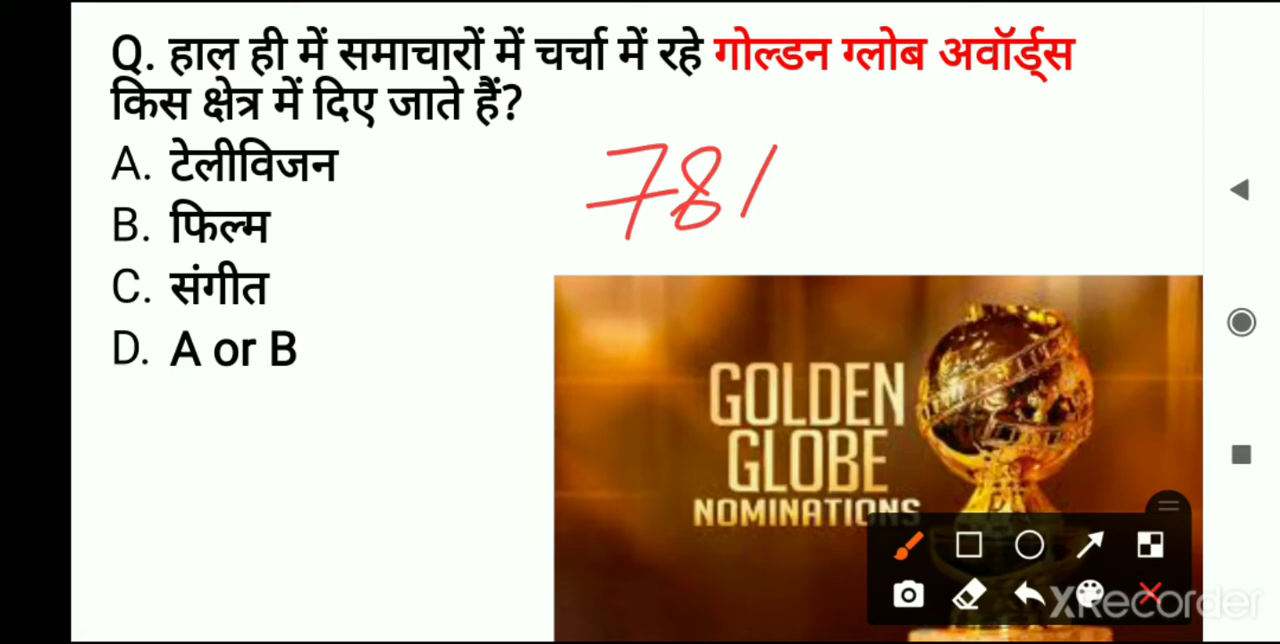 Q. हाल ही में समाचारों में चर्चा में रहे गोल्डन ग्लोब अवॉर्ड्स
किस क्षेत्र में दिए जाते हैं?
A. टेलीविजन
B. फिल्म
C. संगीत
D. A or B
781
GOLDEN
GLOBE
NOMINATIONS
XRecorder